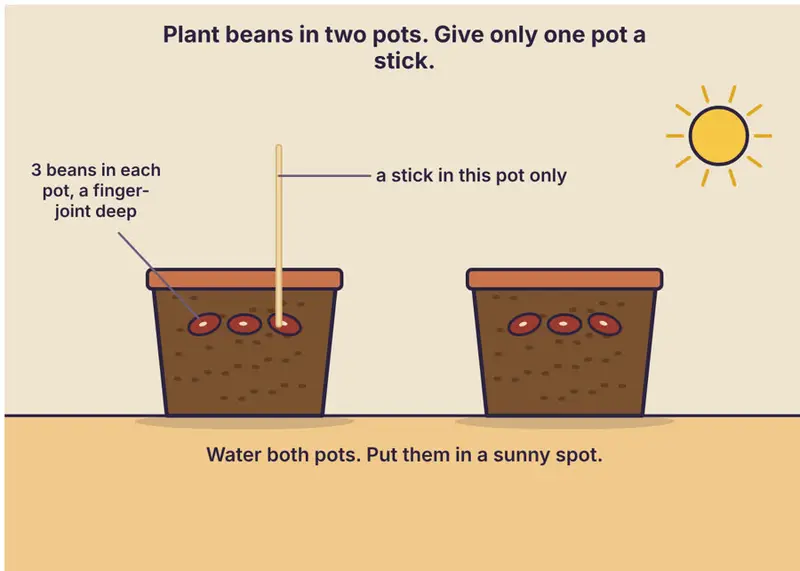 Plant beans in two pots. Give only one pot a
stick.
3 beans in each
pot, a finger-
joint deep
a stick in this pot only
Water both pots. Put them in a sunny spot.